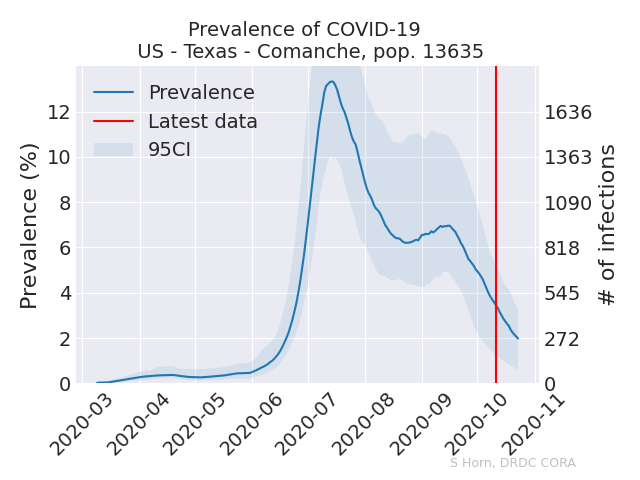 Prevalence of COVID-19
US - Texas - Comanche, pop. 13635
Prevalence
Latest data
95CI
Prevalence (%)
12
10
8
6
4
2
0
1636
1363
1090
818
545
272
0
# of infections
2020-03
2020-04
2020-05
2020-06
2020-07
2020-08
2020-09
2020-10
2020-11
S Horn, DRDC CORA